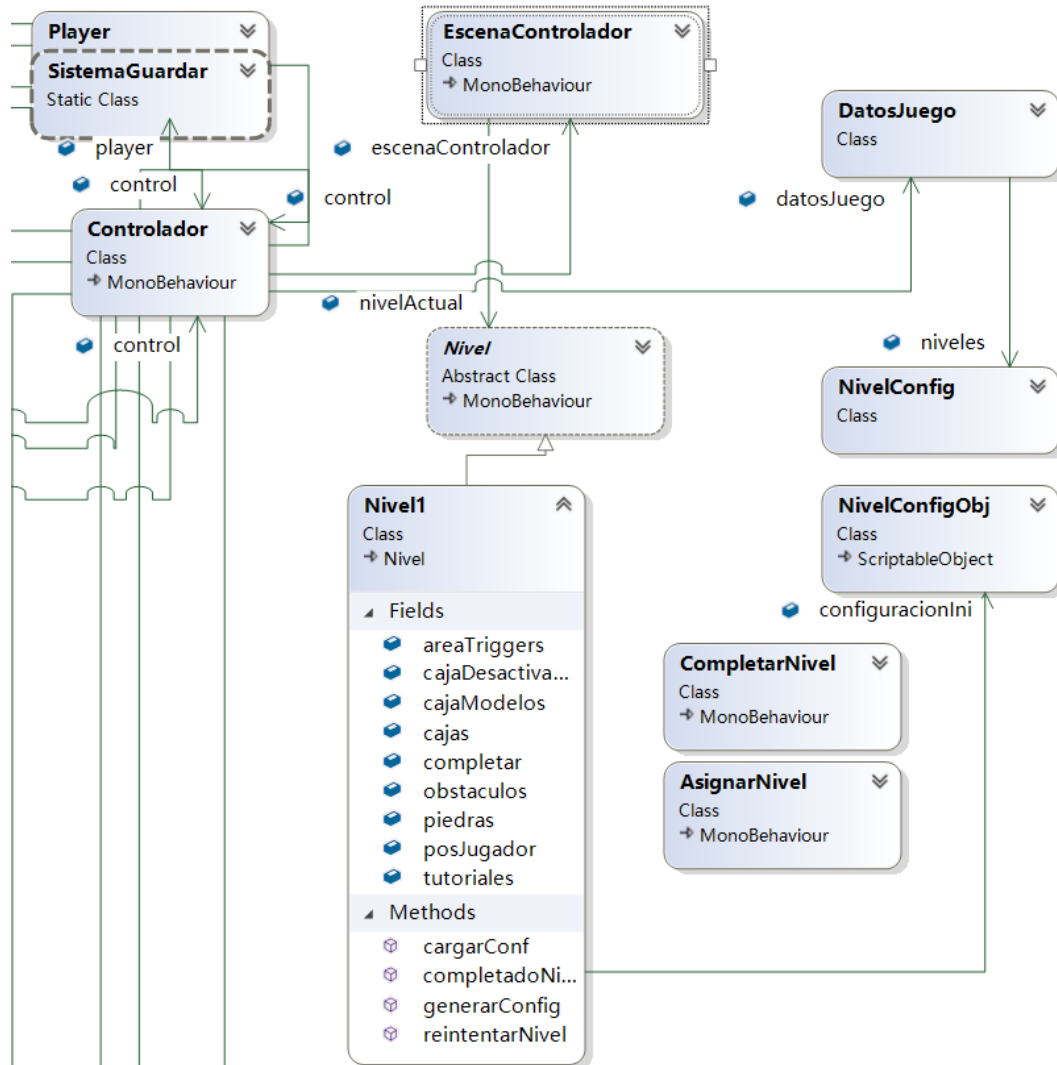 Player
SistemaGuardar
Static Class
player
control
control
Controlador
Class
MonoBehaviour
control
EscenaControlador
Class
MonoBehaviour
escenaControlador
nivelActual
Nivel
Abstract Class
MonoBehaviour
DatosJuego
Class
datosJuego
niveles
NivelConfig
Class
NivelConfigObj
Class
ScriptableObject
configuracionIni
Nivel1
Class
Nivel
Fields
areaTriggers
cajaDesactiva...
cajaModelos
cajas
completar
obstaculos
piedras
posJugador
tutoriales
Methods
cargarConf
completadoNi...
generarConfig
reintentarNivel
CompletarNivel
Class
MonoBehaviour
AsignarNivel
Class
MonoBehaviour